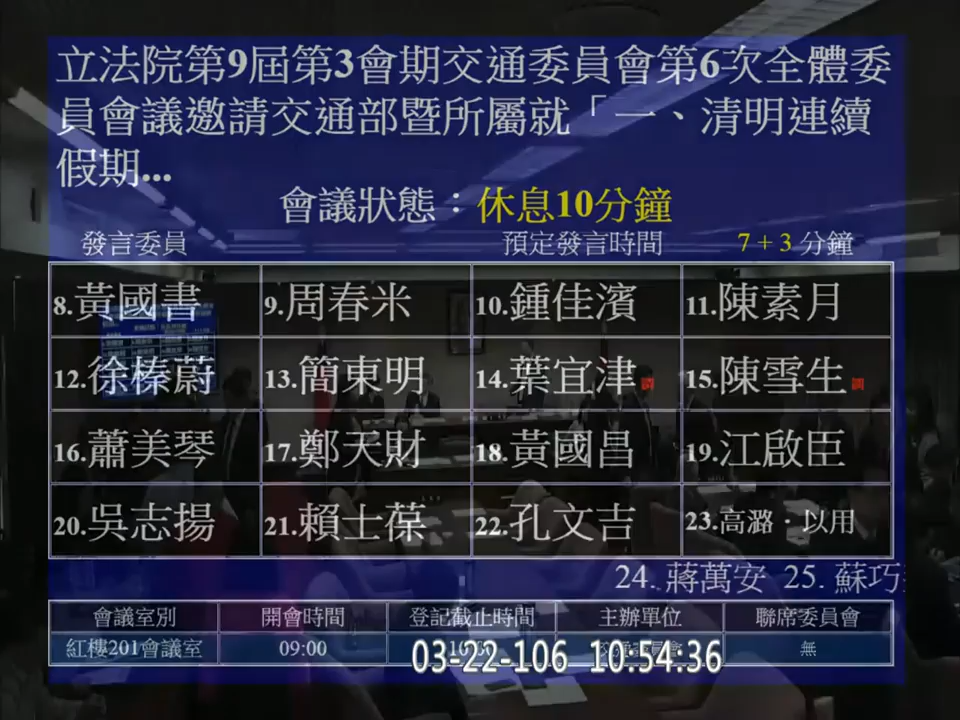 立法院第9屆第3會期交通委員會第6次全體委
員會議邀請交通部暨所屬就「一、清明連續
假期...
會議狀態：休息10分鐘
發言委員 預定發言時間 7 + 3 分鐘
8.黃國書 9.周春米 10.鍾佳濱 11.陳素月
12.徐榛蔚 13.簡東明 14.葉宜津 15.陳雪生
16.蕭美琴 17.鄭天財 18.黃國昌 19.江啟臣
20.吳志揚 21.賴士葆 22.孔文吉 23.高潞．以用
24. 蔣萬安 25. 蘇巧
會議室別 開會時間 登記截止時間 主辦單位 聯席委員會
紅樓201會議室 09:00 無
03-22-106 10:54:36